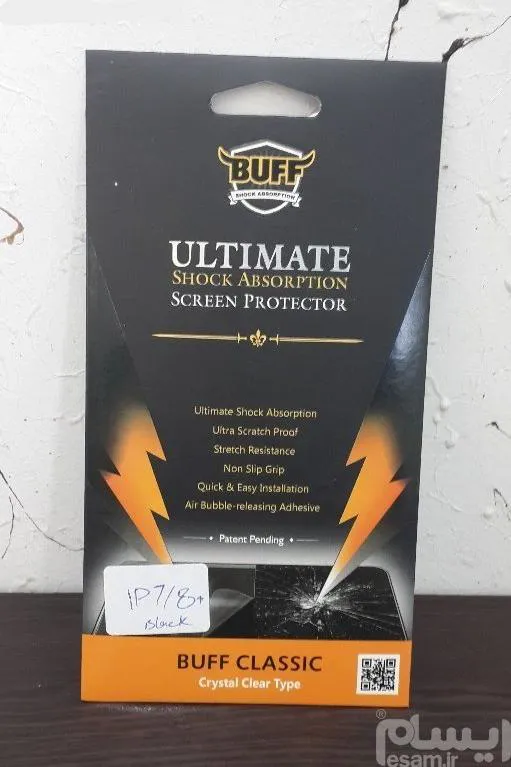 BUFF
SHOCK ABSORPTION
ULTIMATE
SHOCK ABSORPTION
SCREEN PROTECTOR
Ultimate Shock Absorption
Ultra Scratch Proof
Stretch Resistance
Non Slip Grip
Quick & Easy Installation
Air Bubble-releasing Adhesive
• Patent Pending •
IP 7/8+
Black
BUFF CLASSIC
Crystal Clear Type
ایسام®
esam.ir